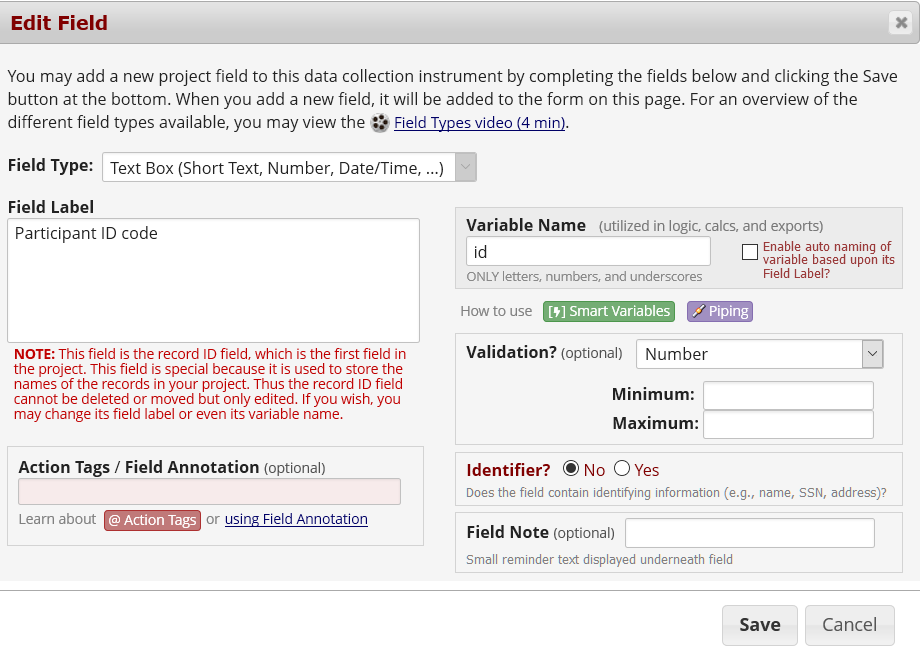 Edit Field
You may add a new project field to this data collection instrument by completing the fields below and clicking the Save
button at the bottom. When you add a new field, it will be added to the form on this page. For an overview of the
different field types available, you may view the Field Types video (4 min).
Field Type: Text Box (Short Text, Number, Date/Time, ...)
Field Label
Participant ID code
NOTE: This field is the record ID field, which is the first field in
the project. This field is special because it is used to store the
names of the records in your project. Thus the record ID field
cannot be deleted or moved but only edited. If you wish, you
may change its field label or even its variable name.
Action Tags / Field Annotation (optional)
Learn about @ Action Tags or using Field Annotation
Variable Name (utilized in logic, calcs, and exports)
id
ONLY letters, numbers, and underscores
Enable auto naming of
variable based upon its
Field Label?
How to use [] Smart Variables Piping
Validation? (optional) Number
Minimum:
Maximum:
Identifier? No Yes
Does the field contain identifying information (e.g., name, SSN, address)?
Field Note (optional)
Small reminder text displayed underneath field
Save Cancel